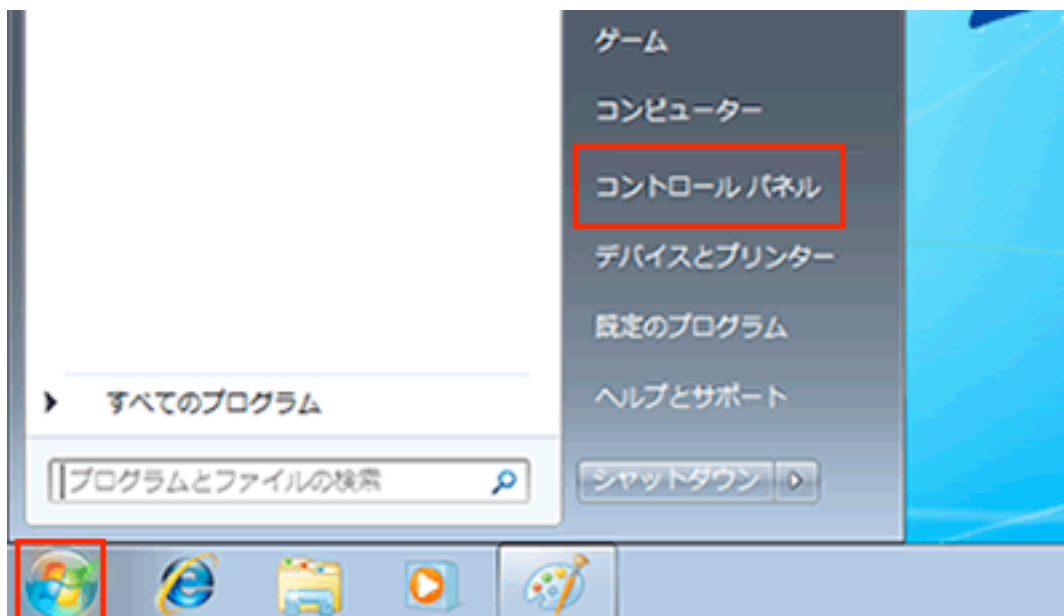 ゲーム
コンピューター
コントロール パネル
デバイスとプリンター
既定のプログラム
ヘルプとサポート
すべてのプログラム
プログラムとファイルの検索
シャットダウン